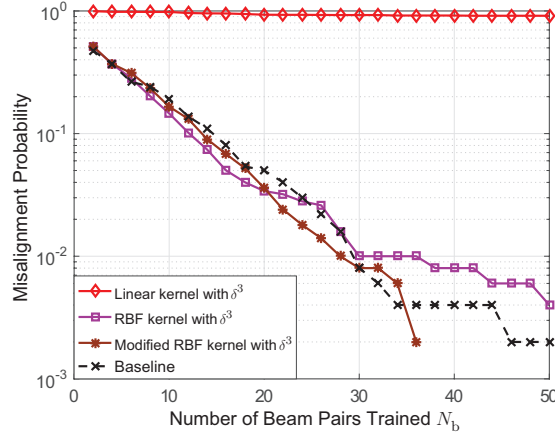 10^0
10^{-1}
10^{-2}
10^{-3}
Misalignment Probability
Linear kernel with δ^3
RBF kernel with δ^3
Modified RBF kernel with δ^3
Baseline
0 10 20 30 40 50
Number of Beam Pairs Trained N_b